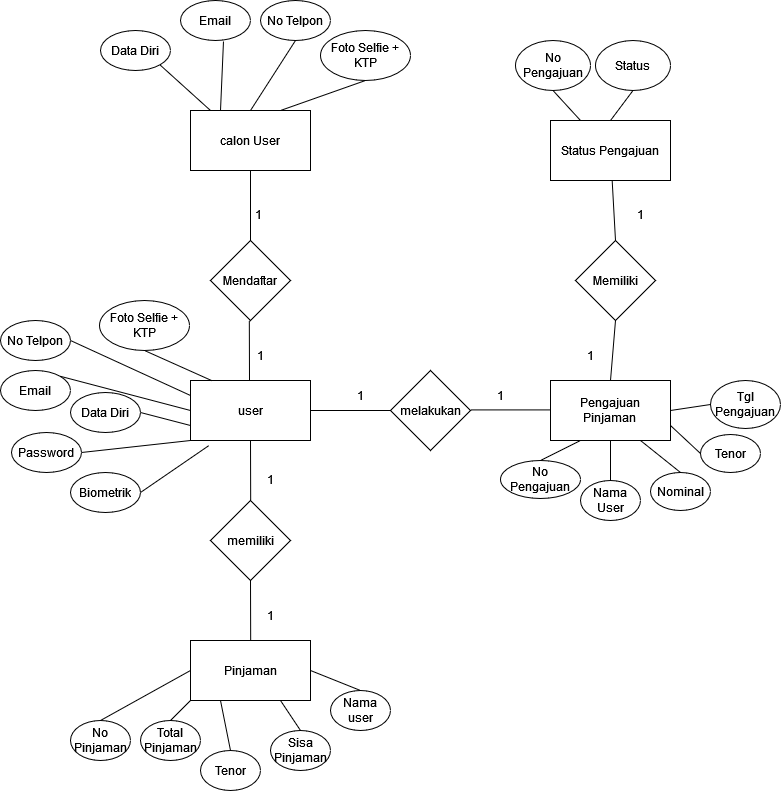 Email
No Telpon
Data Diri
Foto Selfie +
KTP
No
Pengajuan
Status
calon User
Status Pengajuan
1
1
Mendaftar
Memiliki
Foto Selfie +
KTP
No Telpon
1
1
Email
Data Diri
user
1
melakukan
1
Pengajuan
Pinjaman
Tgl
Pengajuan
Password
Tenor
Biometrik
1
No
Pengajuan
Nama
User
Nominal
memiliki
1
Pinjaman
Nama
user
No
Pinjaman
Total
Pinjaman
Sisa
Pinjaman
Tenor